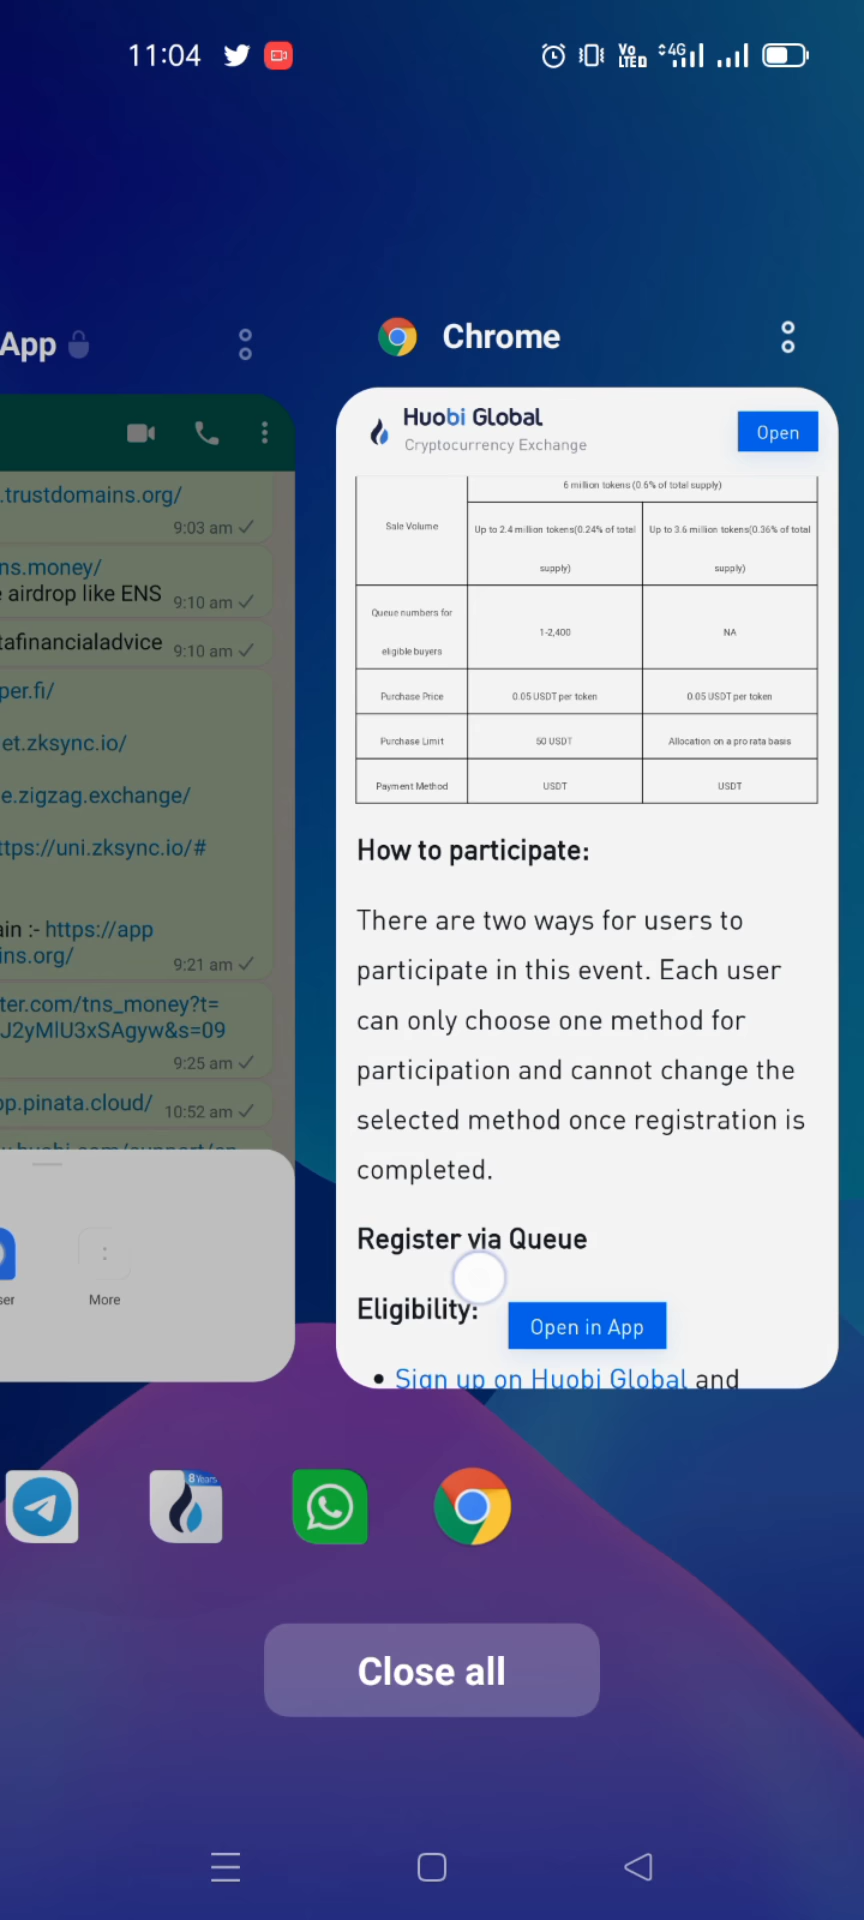 11:04
Vo
LTED
4G
App
.trustdomains.org/
9:03 am
ns.money/
e airdrop like ENS
9:10 am
tafinancialadvice
9:10 am
per.fi/
et.zksync.io/
e.zigzag.exchange/
ttps://uni.zksync.io/#
ain :- https://app
ins.org/
9:21 am
ter.com/tns_money?t=
J2yMlU3xSAgyw&s=09
9:25 am
pp.pinata.cloud/
10:52 am
ser
More
Chrome
Huobi Global
Cryptocurrency Exchange
Open
6 million tokens (0.6% of total supply)
Sale Volume
Up to 2.4 million tokens(0.24% of total
supply)
Up to 3.6 million tokens(0.36% of total
supply)
Queue numbers for
eligible buyers
1-2,400
NA
Purchase Price
0.05 USDT per token
0.05 USDT per token
Purchase Limit
50 USDT
Allocation on a pro rata basis
Payment Method
USDT
USDT
How to participate:
There are two ways for users to
participate in this event. Each user
can only choose one method for
participation and cannot change the
selected method once registration is
completed.
Register via Queue
Eligibility:
Open in App
• Sign up on Huobi Global and
8 Years
Close all